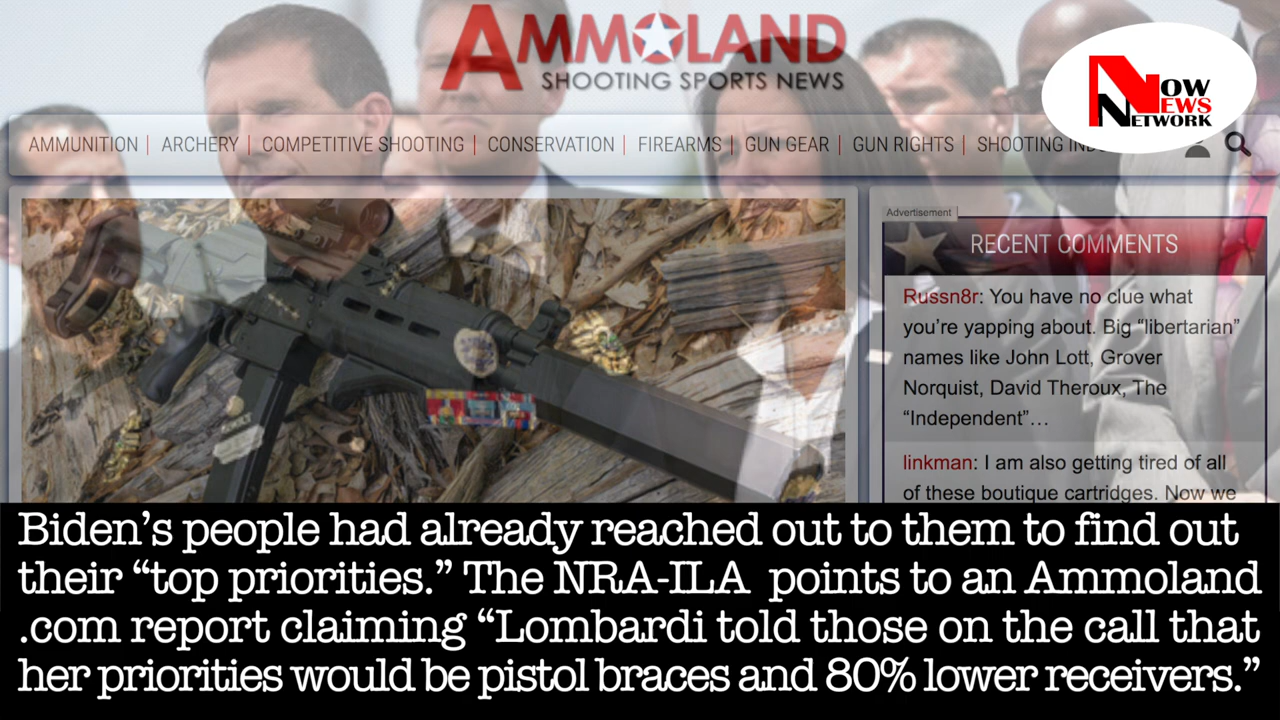 AMMOLAND
SHOOTING SPORTS NEWS
NOW
NEWS
NETWORK
AMMUNITION | ARCHERY | COMPETITIVE SHOOTING | CONSERVATION | FIREARMS | GUN GEAR | GUN RIGHTS | SHOOTING
Advertisement
RECENT COMMENTS
Russn8r: You have no clue what
you’re yapping about. Big “libertarian”
names like John Lott, Grover
Norquist, David Theroux, The
“Independent”…
linkman: I am also getting tired of all
of these boutique cartridges. Now we
Biden’s people had already reached out to them to find out
their “top priorities.” The NRA-ILA points to an Ammoland
.com report claiming “Lombardi told those on the call that
her priorities would be pistol braces and 80% lower receivers.”